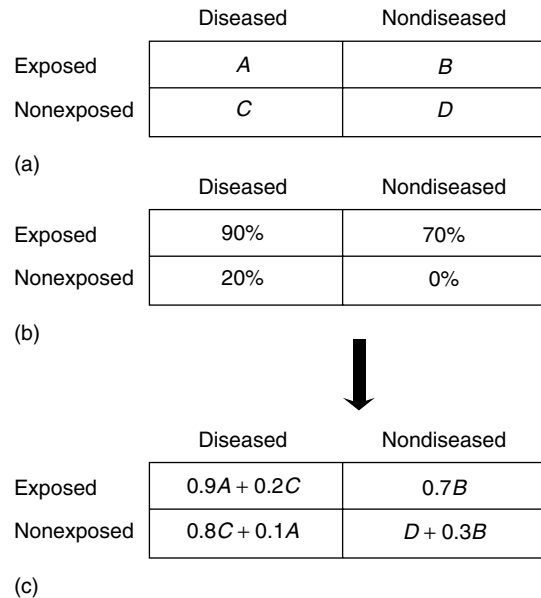 Diseased Nondiseased
Exposed A B
Nonexposed C D
(a)
Diseased Nondiseased
Exposed 90% 70%
Nonexposed 20% 0%
(b)
Diseased Nondiseased
Exposed 0.9A + 0.2C 0.7B
Nonexposed 0.8C + 0.1A D + 0.3B
(c)